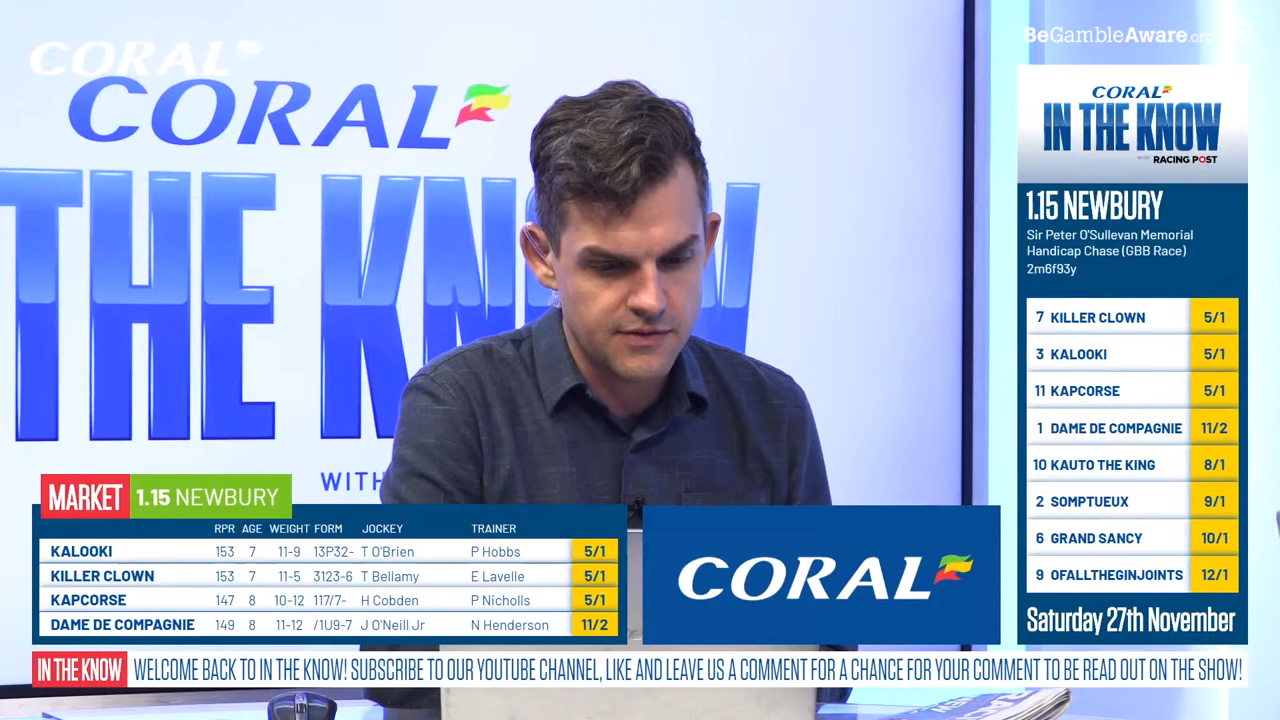 CORAL
BeGambleAware.org
CORAL
THE KNOW
WITH
CORAL
IN THE KNOW
WITH RACING POST
1.15 NEWBURY
Sir Peter O'Sullevan Memorial
Handicap Chase (GBB Race)
2m6f93y
7 KILLER CLOWN 5/1
3 KALOOKI 5/1
11 KAPCORSE 5/1
1 DAME DE COMPAGNIE 11/2
10 KAUTO THE KING 8/1
2 SOMPTUEUX 9/1
6 GRAND SANCY 10/1
9 OFALLTHEGINJOINTS 12/1
Saturday 27th November
MARKET 1.15 NEWBURY
RPR AGE WEIGHT FORM JOCKEY TRAINER
KALOOKI 153 7 11-9 13P32- T O'Brien P Hobbs 5/1
KILLER CLOWN 153 7 11-5 3123-6 T Bellamy E Lavelle 5/1
KAPCORSE 147 8 10-12 117/7- H Cobden P Nicholls 5/1
DAME DE COMPAGNIE 149 8 11-12 /1U9-7 J O'Neill Jr N Henderson 11/2
CORAL
IN THE KNOW WELCOME BACK TO IN THE KNOW! SUBSCRIBE TO OUR YOUTUBE CHANNEL, LIKE AND LEAVE US A COMMENT FOR A CHANCE FOR YOUR COMMENT TO BE READ OUT ON THE SHOW!